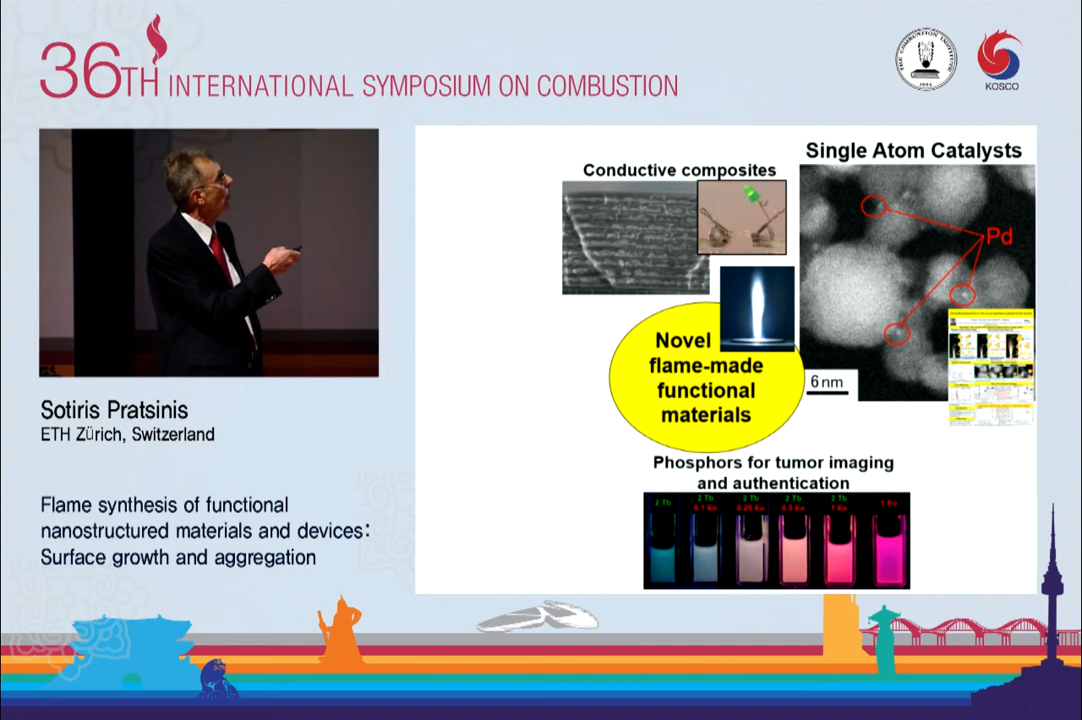 36TH INTERNATIONAL SYMPOSIUM ON COMBUSTION
THE COMBUSTION INSTITUTE
KOSCO
Sotiris Pratsinis
ETH Zürich, Switzerland
Flame synthesis of functional
nanostructured materials and devices:
Surface growth and aggregation
Conductive composites
Single Atom Catalysts
Pd
6 nm
Novel
flame-made
functional
materials
Phosphors for tumor imaging
and authentication
2 Tb
2 Tb
0.1 Eu
2 Tb
0.25 Eu
2 Tb
0.5 Eu
2 Tb
1 Eu
1 Eu